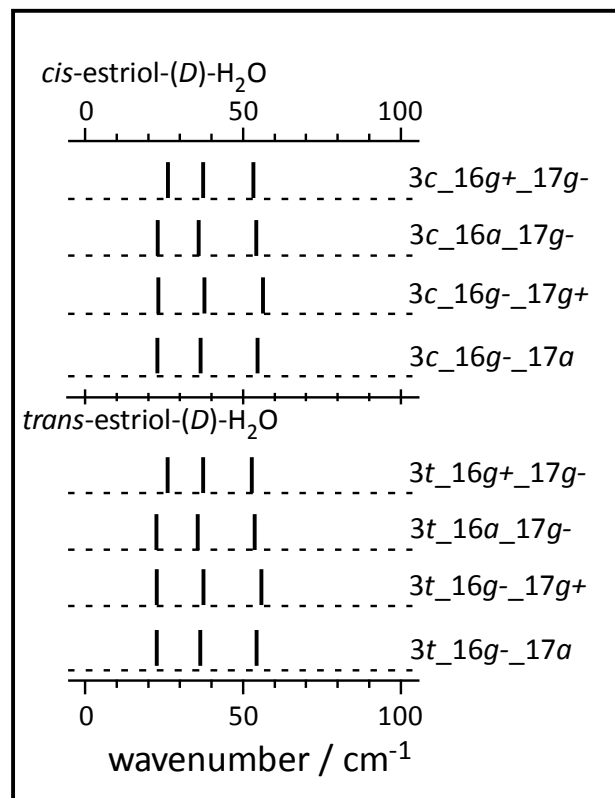 cis-estriol-(D)-H₂O
0 50 100
3c_16g+_17g-
3c_16a_17g-
3c_16g-_17g+
3c_16g-_17a
trans-estriol-(D)-H₂O
3t_16g+_17g-
3t_16a_17g-
3t_16g-_17g+
3t_16g-_17a
0 50 100
wavenumber / cm⁻¹